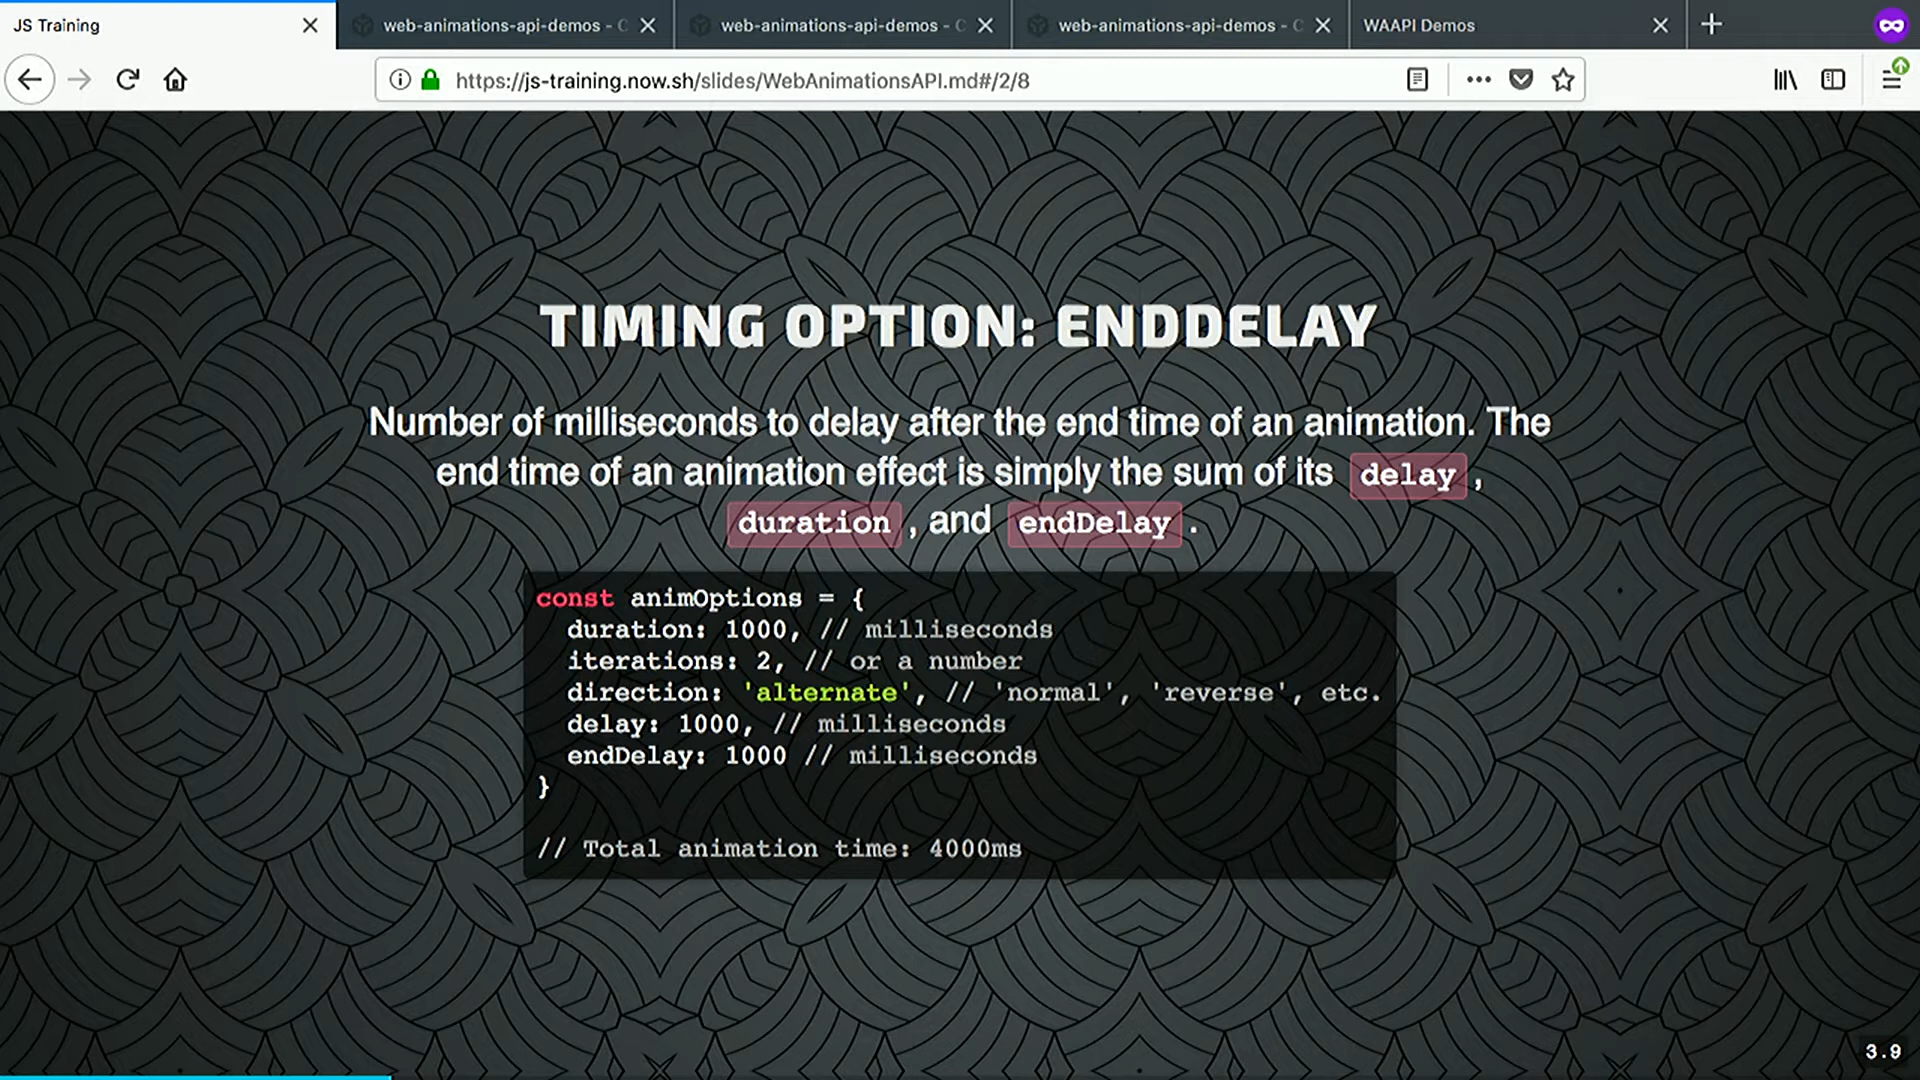 JS Training
web-animations-api-demos - C
web-animations-api-demos - C
web-animations-api-demos - C
WAAPI Demos
https://js-training.now.sh/slides/WebAnimationsAPI.md#/2/8
TIMING OPTION: ENDDELAY
Number of milliseconds to delay after the end time of an animation. The
end time of an animation effect is simply the sum of its delay ,
duration , and endDelay .
const animOptions = {
duration: 1000, // milliseconds
iterations: 2, // or a number
direction: 'alternate', // 'normal', 'reverse', etc.
delay: 1000, // milliseconds
endDelay: 1000 // milliseconds
}
// Total animation time: 4000ms
3.9